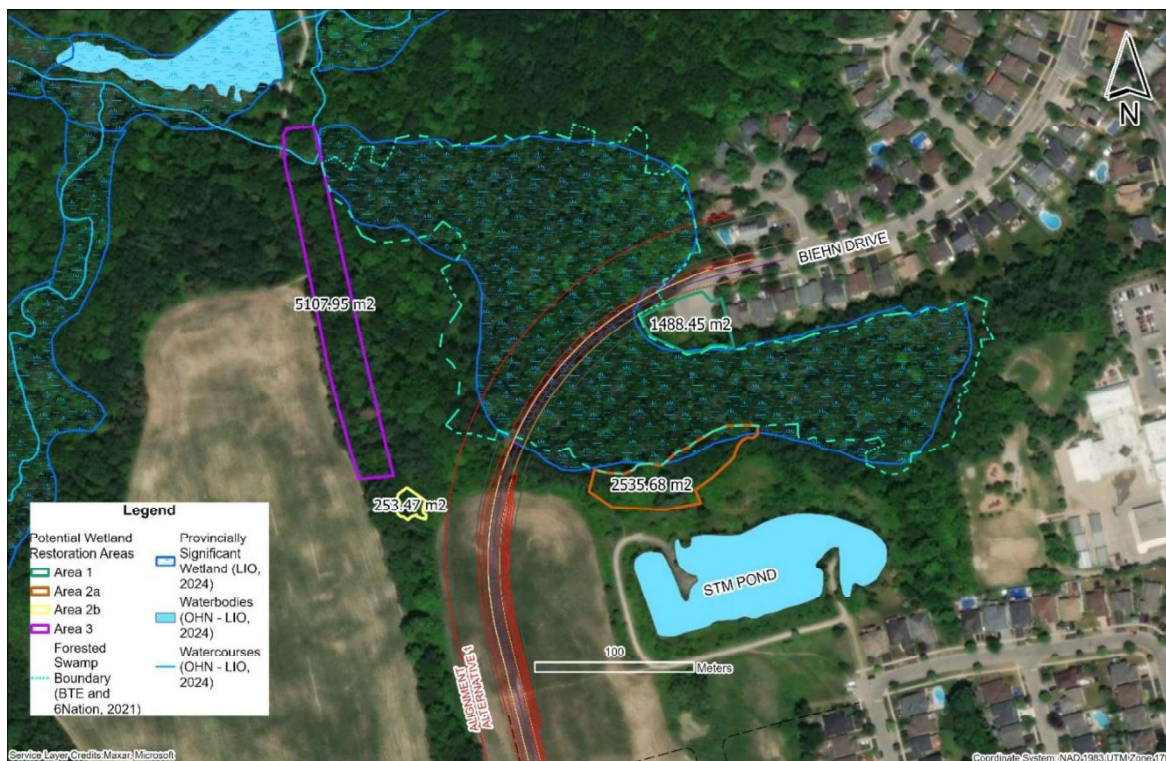 N
BIEHN DRIVE
5107.95 m2
1488.45 m2
253.47 m2
2535.68 m2
STM POND
100
Meters
ALIGNMENT
ALTERNATIVE 1
Legend
Potential Wetland
Restoration Areas
Area 1
Area 2a
Area 2b
Area 3
Forested
Swamp
Boundary
(BTE and
6Nation, 2021)
Provincially
Significant
Wetland (LIO,
2024)
Waterbodies
(OHN - LIO,
2024)
Watercourses
(OHN - LIO,
2024)
Service Layer Credits:Maxar, Microsoft
Coordinate System: NAD 1983 UTM Zone 17